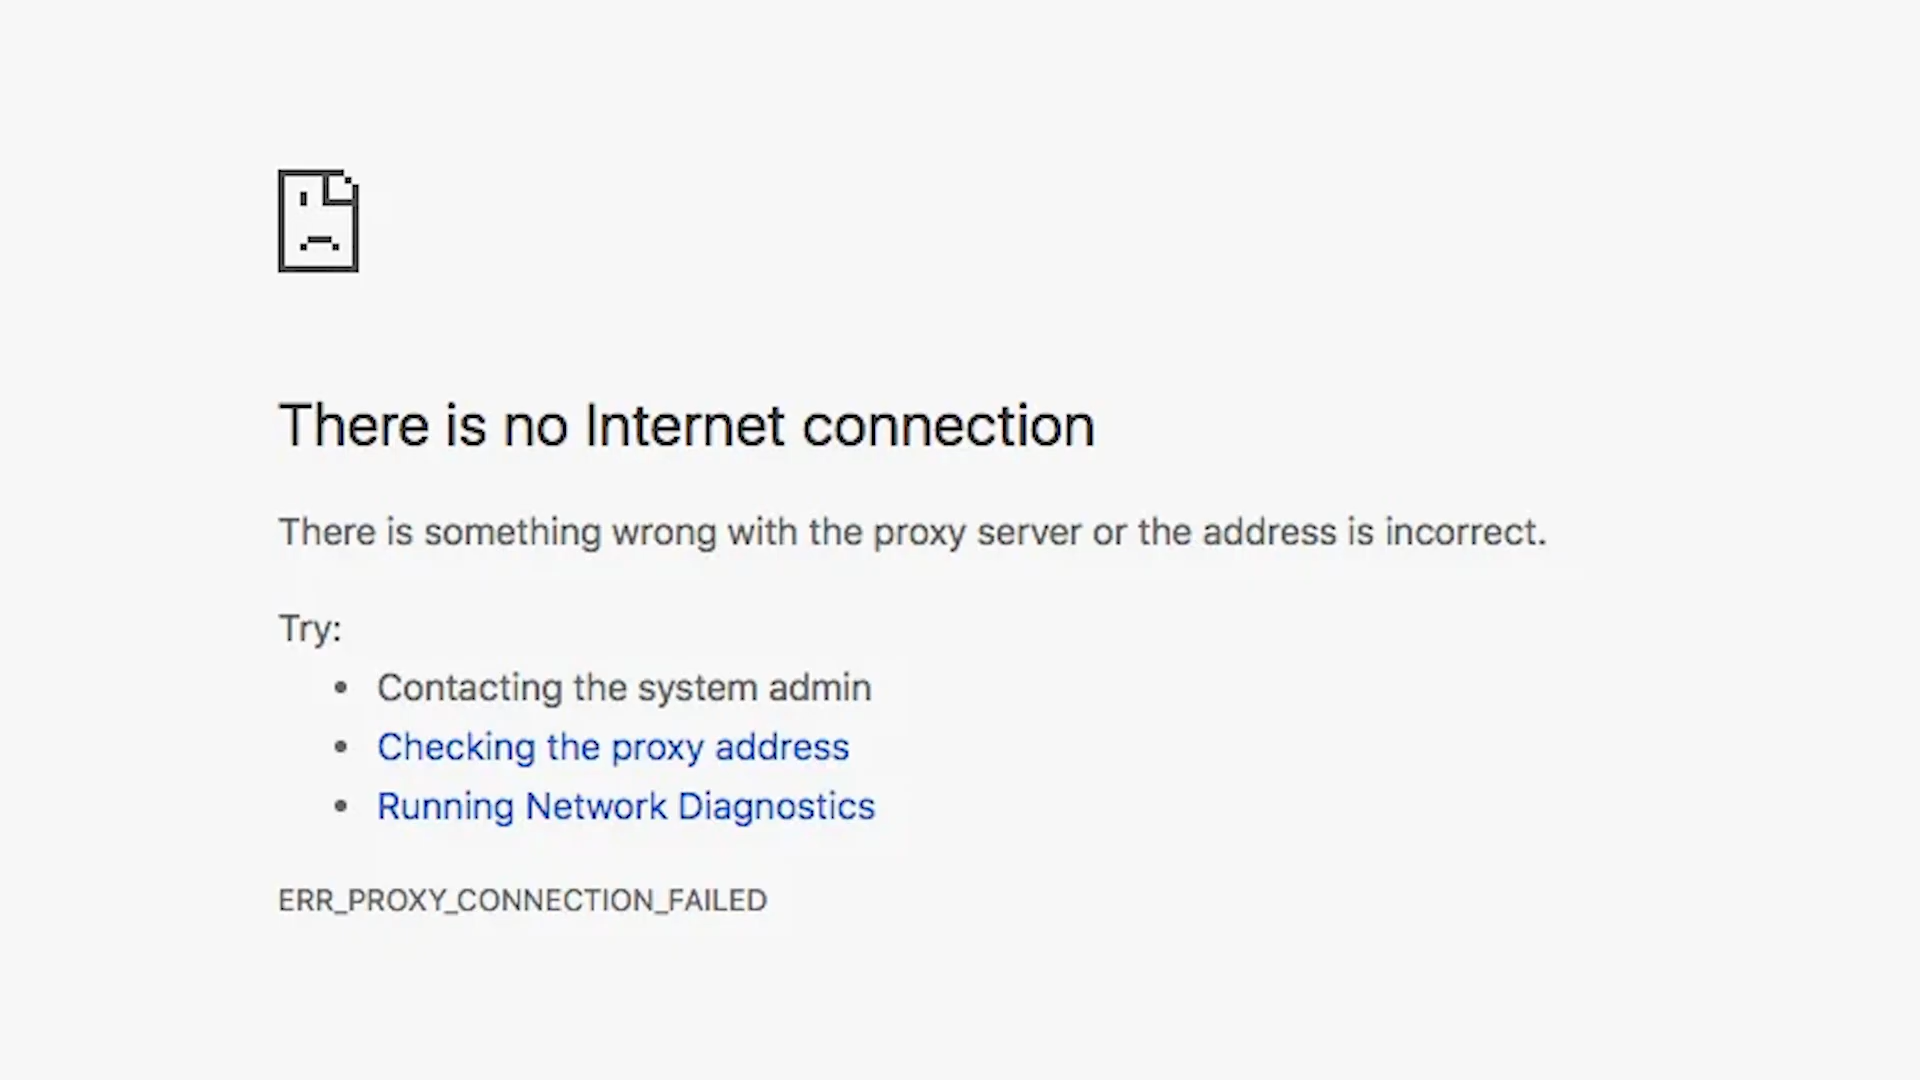 There is no Internet connection
There is something wrong with the proxy server or the address is incorrect.
Try:
• Contacting the system admin
• Checking the proxy address
• Running Network Diagnostics
ERR_PROXY_CONNECTION_FAILED